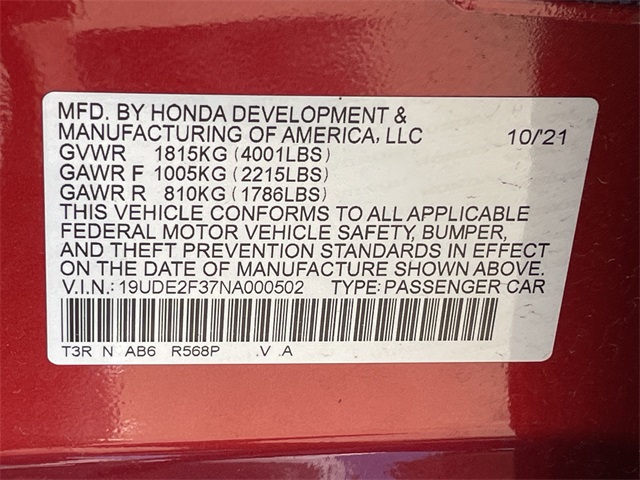 MFD. BY HONDA DEVELOPMENT &
MANUFACTURING OF AMERICA, LLC 10/'21
GVWR 1815KG (4001LBS)
GAWR F 1005KG (2215LBS)
GAWR R 810KG (1786LBS)
THIS VEHICLE CONFORMS TO ALL APPLICABLE
FEDERAL MOTOR VEHICLE SAFETY, BUMPER,
AND THEFT PREVENTION STANDARDS IN EFFECT
ON THE DATE OF MANUFACTURE SHOWN ABOVE.
V.I.N.: 19UDE2F37NA000502 TYPE: PASSENGER CAR
T3R N AB6 R568P .V .A